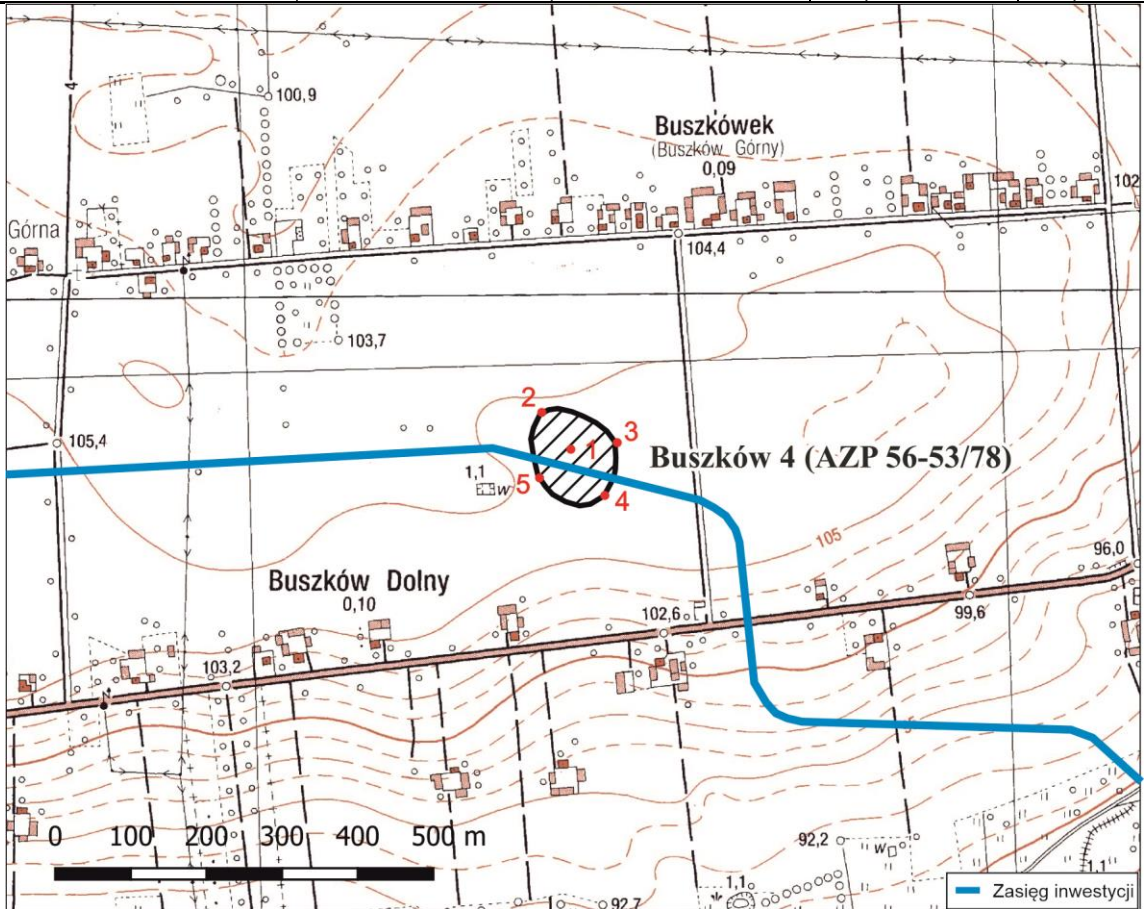 4
100,9
Buszkówek
(Buszków Górny)
0,09
102
Górna
104,4
103,7
2
3
105,4
1
Buszków 4 (AZP 56-53/78)
1,1
w
5
4
105
96,0
Buszków Dolny
0,10
102,6
99,6
103,2
0 100 200 300 400 500 m
92,2
w
1,1
1,1
92,7
Zasięg inwestycji